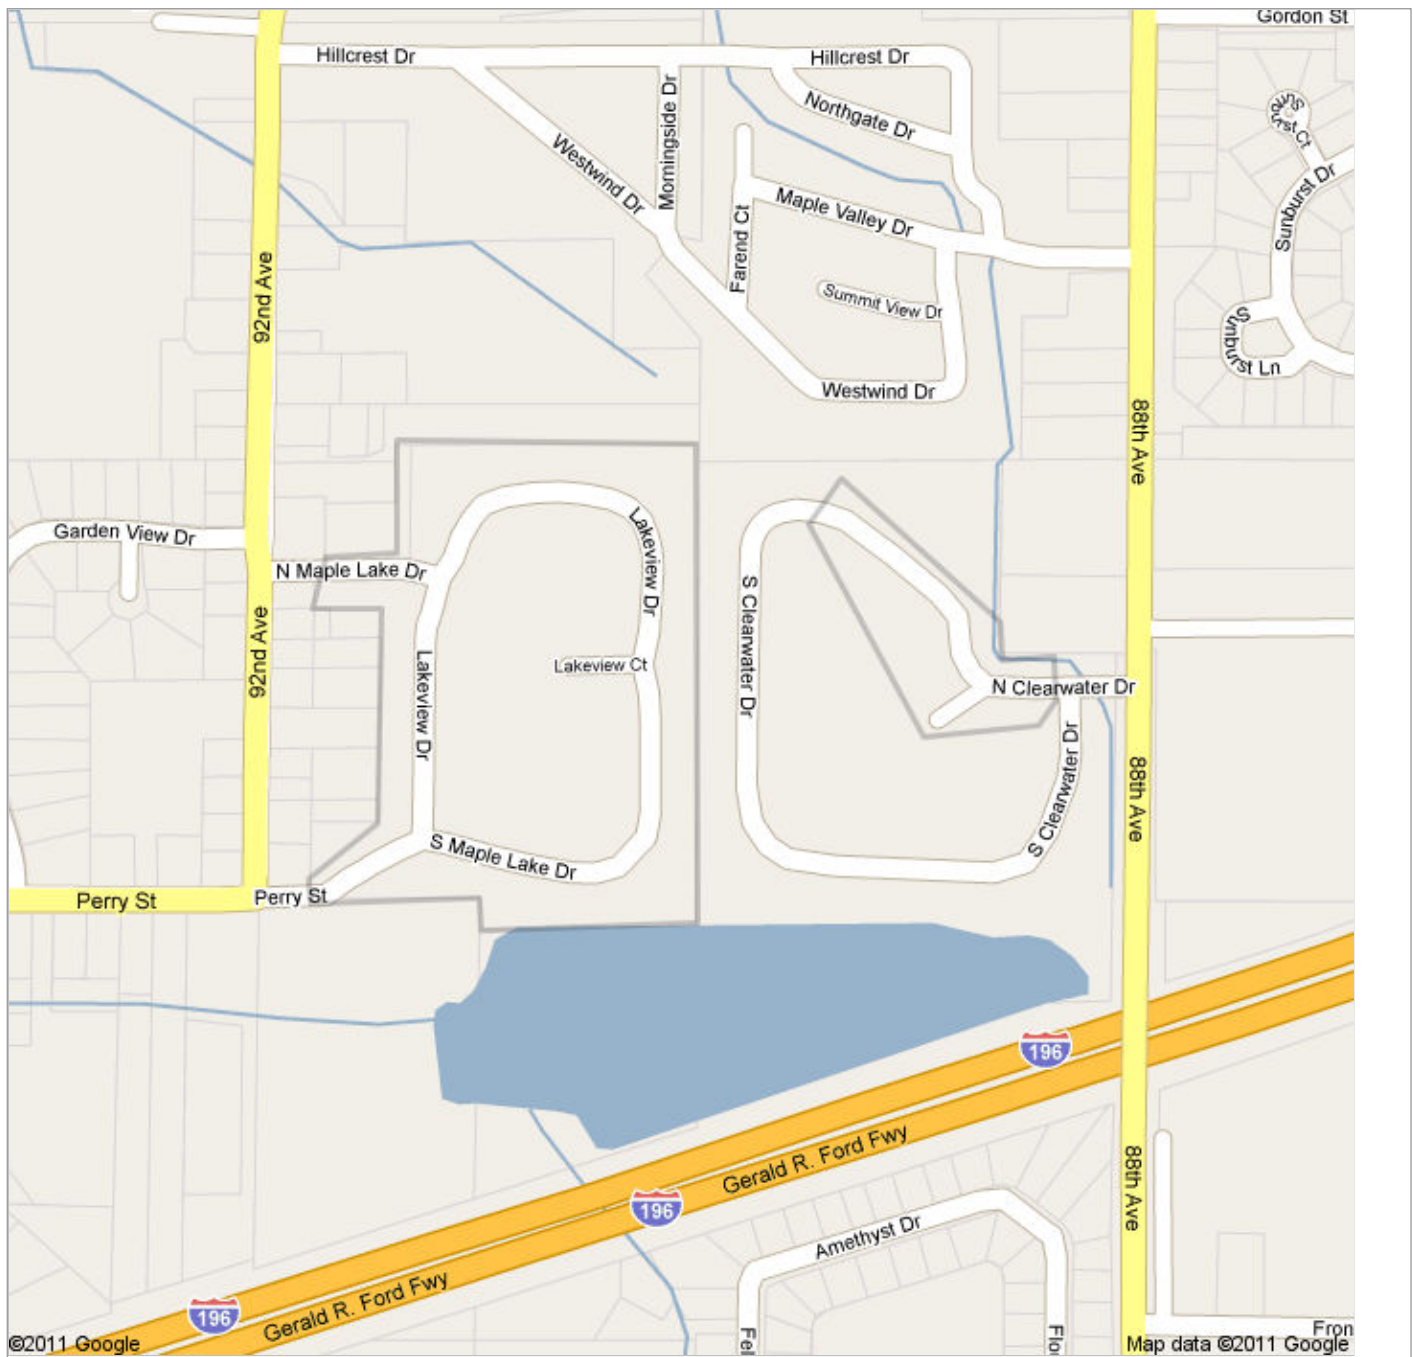 Gordon St
Hillcrest Dr
Hillcrest Dr
Northgate Dr
Morningside Dr
Westwind Dr
Sunburst Ct
Sunburst Dr
Maple Valley Dr
Farend Ct
92nd Ave
Summit View Dr
S Sunburst Ln
Westwind Dr
88th Ave
Garden View Dr
N Maple Lake Dr
Lakeview Dr
S Clearwater Dr
92nd Ave
Lakeview Ct
Lakeview Dr
N Clearwater Dr
S Clearwater Dr
88th Ave
S Maple Lake Dr
Perry St
Perry St
196
Gerald R. Ford Fwy
88th Ave
196
Amethyst Dr
Gerald R. Ford Fwy
196
Fel
Flo
Fron
©2011 Google
Map data ©2011 Google